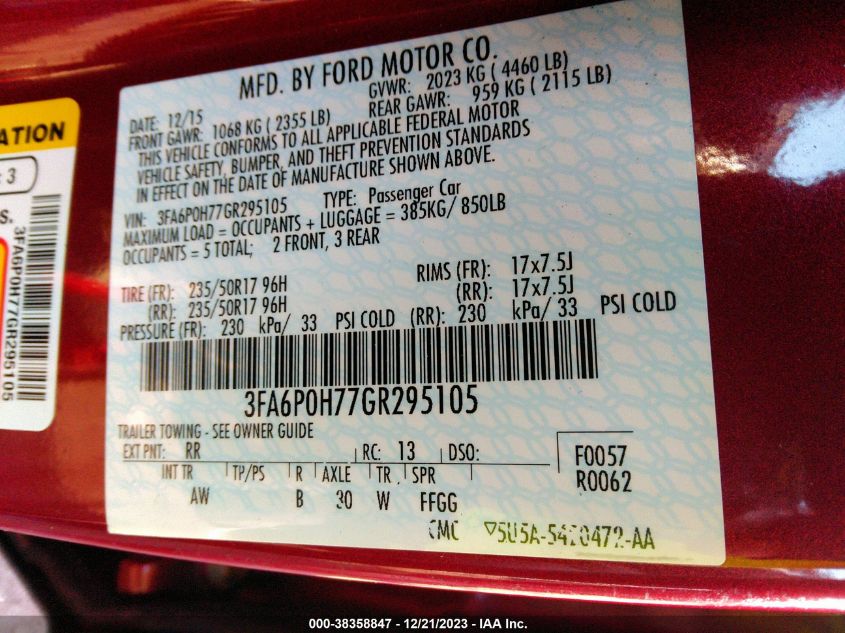 MFD. BY FORD MOTOR CO.
DATE: 12/15 GVWR: 2023 KG ( 4460 LB)
FRONT GAWR: 1068 KG ( 2355 LB) REAR GAWR: 959 KG ( 2115 LB)
THIS VEHICLE CONFORMS TO ALL APPLICABLE FEDERAL MOTOR
VEHICLE SAFETY, BUMPER, AND THEFT PREVENTION STANDARDS
IN EFFECT ON THE DATE OF MANUFACTURE SHOWN ABOVE.
VIN: 3FA6P0H77GR295105 TYPE: Passenger Car
MAXIMUM LOAD = OCCUPANTS + LUGGAGE = 385KG/ 850LB
OCCUPANTS = 5 TOTAL; 2 FRONT, 3 REAR
TIRE (FR): 235/50R17 96H RIMS (FR): 17x7.5J
(RR): 235/50R17 96H (RR): 17x7.5J
PRESSURE (FR): 230 kPa/ 33 PSI COLD (RR): 230 kPa/ 33 PSI COLD
3FA6P0H77GR295105
TRAILER TOWING - SEE OWNER GUIDE
EXT PNT: RR RC: 13 DSO: F0057
INT TR TP/PS R AXLE TR SPR R0062
AW B 30 W FFGG
CMC 5U5A-5420472-AA
ATION
3
S.
3FA6P0H77GR295105
000-38358847 - 12/21/2023 - IAA Inc.